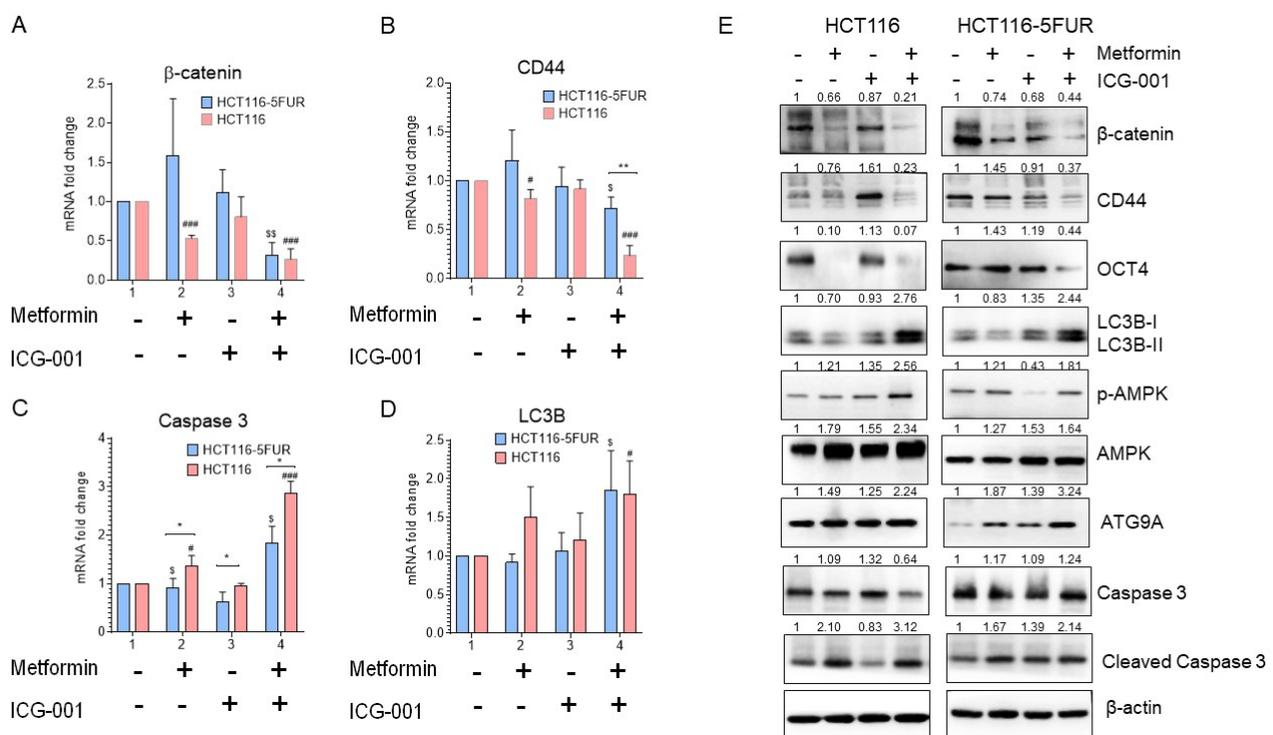 A
β-catenin
mRNA fold change
2.5
2.0
1.5
1.0
0.5
0.0
HCT116-5FUR
HCT116
###
$$
###
1 2 3 4
Metformin - + - +
ICG-001 - - + +
B
CD44
mRNA fold change
2.0
1.5
1.0
0.5
0.0
HCT116-5FUR
HCT116
#
**
$
###
1 2 3 4
Metformin - + - +
ICG-001 - - + +
C
Caspase 3
mRNA fold change
4
3
2
1
0
HCT116-5FUR
HCT116
*
$
#
*
*
$
###
1 2 3 4
Metformin - + - +
ICG-001 - - + +
D
LC3B
mRNA fold change
2.5
2.0
1.5
1.0
0.5
0.0
HCT116-5FUR
HCT116
$
#
1 2 3 4
Metformin - + - +
ICG-001 - - + +
E
HCT116 HCT116-5FUR
- + - + - + - + Metformin
- - + + - - + + ICG-001
1 0.66 0.87 0.21 1 0.74 0.68 0.44
β-catenin
1 0.76 1.61 0.23 1 1.45 0.91 0.37
CD44
1 0.10 1.13 0.07 1 1.43 1.19 0.44
OCT4
1 0.70 0.93 2.76 1 0.83 1.35 2.44
LC3B-I
LC3B-II
1 1.21 1.35 2.56 1 1.21 0.43 1.81
p-AMPK
1 1.79 1.55 2.34 1 1.27 1.53 1.64
AMPK
1 1.49 1.25 2.24 1 1.87 1.39 3.24
ATG9A
1 1.09 1.32 0.64 1 1.17 1.09 1.24
Caspase 3
1 2.10 0.83 3.12 1 1.67 1.39 2.14
Cleaved Caspase 3
β-actin